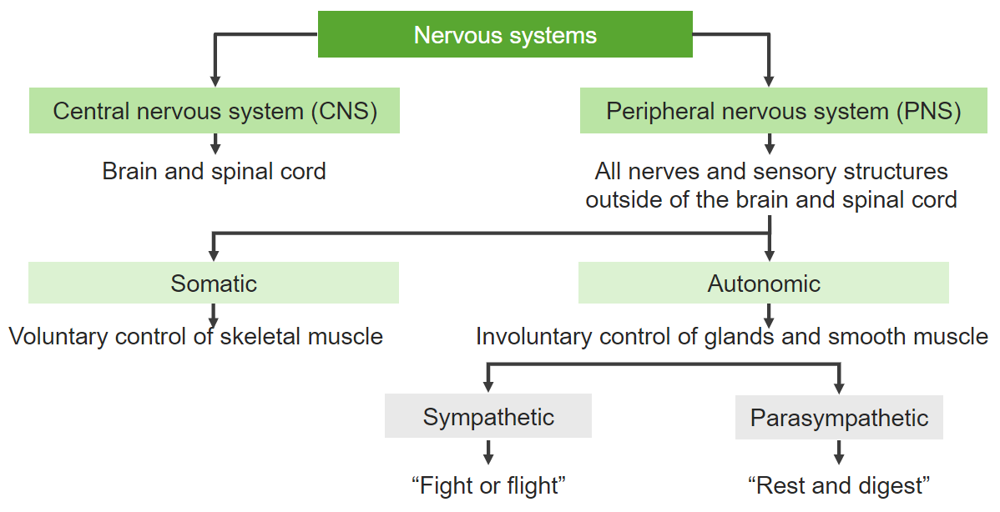 Nervous systems
Central nervous system (CNS)
Peripheral nervous system (PNS)
Brain and spinal cord
All nerves and sensory structures
outside of the brain and spinal cord
Somatic
Autonomic
Voluntary control of skeletal muscle
Involuntary control of glands and smooth muscle
Sympathetic
Parasympathetic
“Fight or flight”
“Rest and digest”